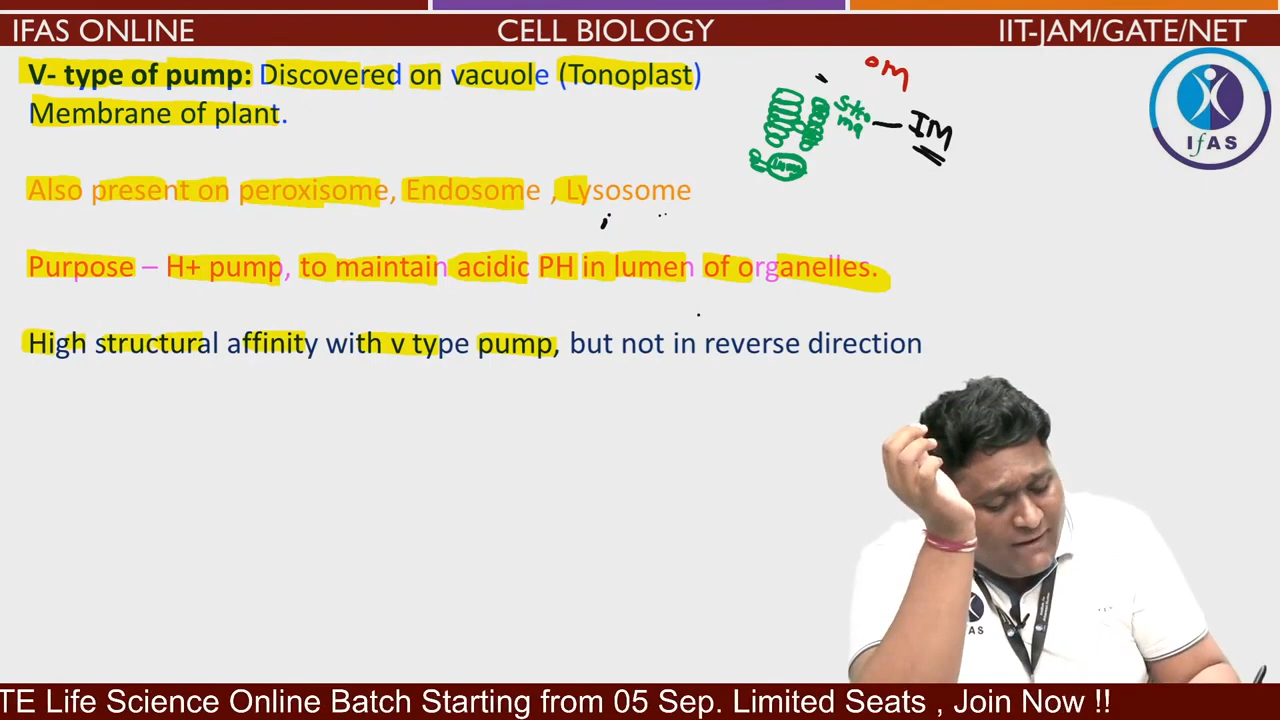 IFAS ONLINE CELL BIOLOGY IIT-JAM/GATE/NET
V- type of pump: Discovered on vacuole (Tonoplast)
Membrane of plant.
OM
Stro
ma
IM
IfAS
Also present on peroxisome, Endosome , Lysosome
Purpose – H+ pump, to maintain acidic PH in lumen of organelles.
High structural affinity with v type pump, but not in reverse direction
AS
TE Life Science Online Batch Starting from 05 Sep. Limited Seats , Join Now !!